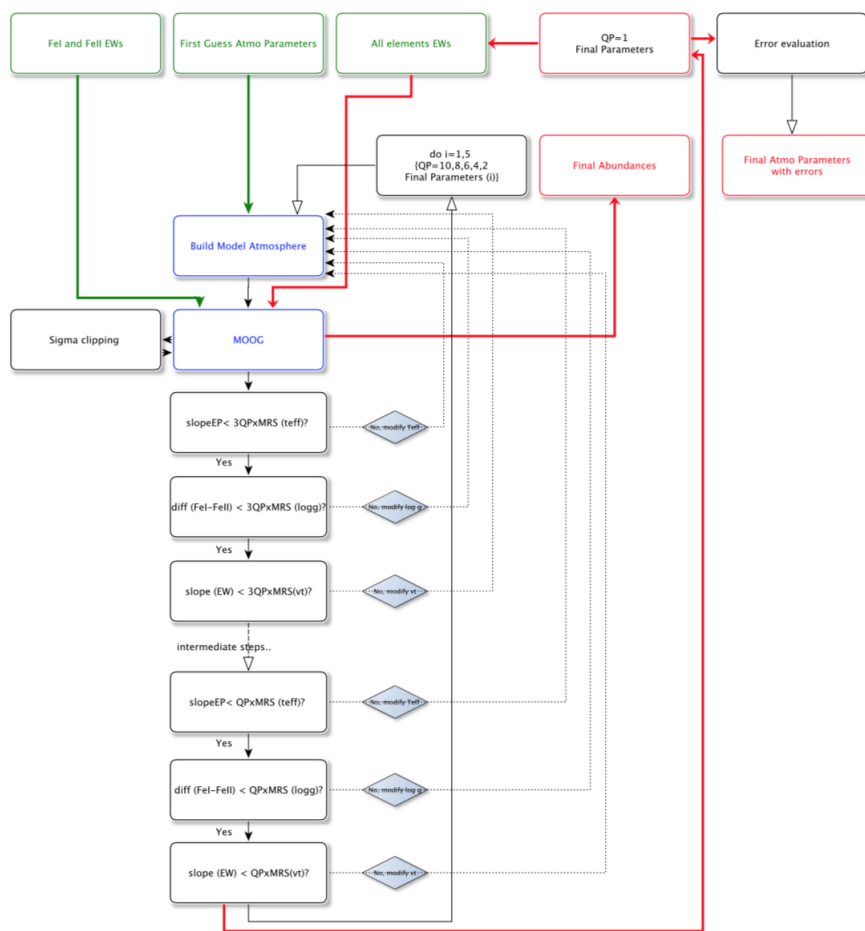 FeI and FeII EWs
First Guess Atmo Parameters
All elements EWs
QP=1
Final Parameters
Error evaluation
do i=1,5
{QP=10,8,6,4,2
Final Parameters (i)}
Final Abundances
Final Atmo Parameters
with errors
Build Model Atmosphere
Sigma clipping
MOOG
slopeEP< 3QPxMRS (teff)?
No, modify Teff
Yes
diff (FeI-FeII) < 3QPxMRS (logg)?
No, modify log g
Yes
slope (EW) < 3QPxMRS(vt)?
No, modify vt
intermediate steps..
slopeEP< QPxMRS (teff)?
No, modify Teff
Yes
diff (FeI-FeII) < QPxMRS (logg)?
No, modify log g
Yes
slope (EW) < QPxMRS(vt)?
No, modify vt